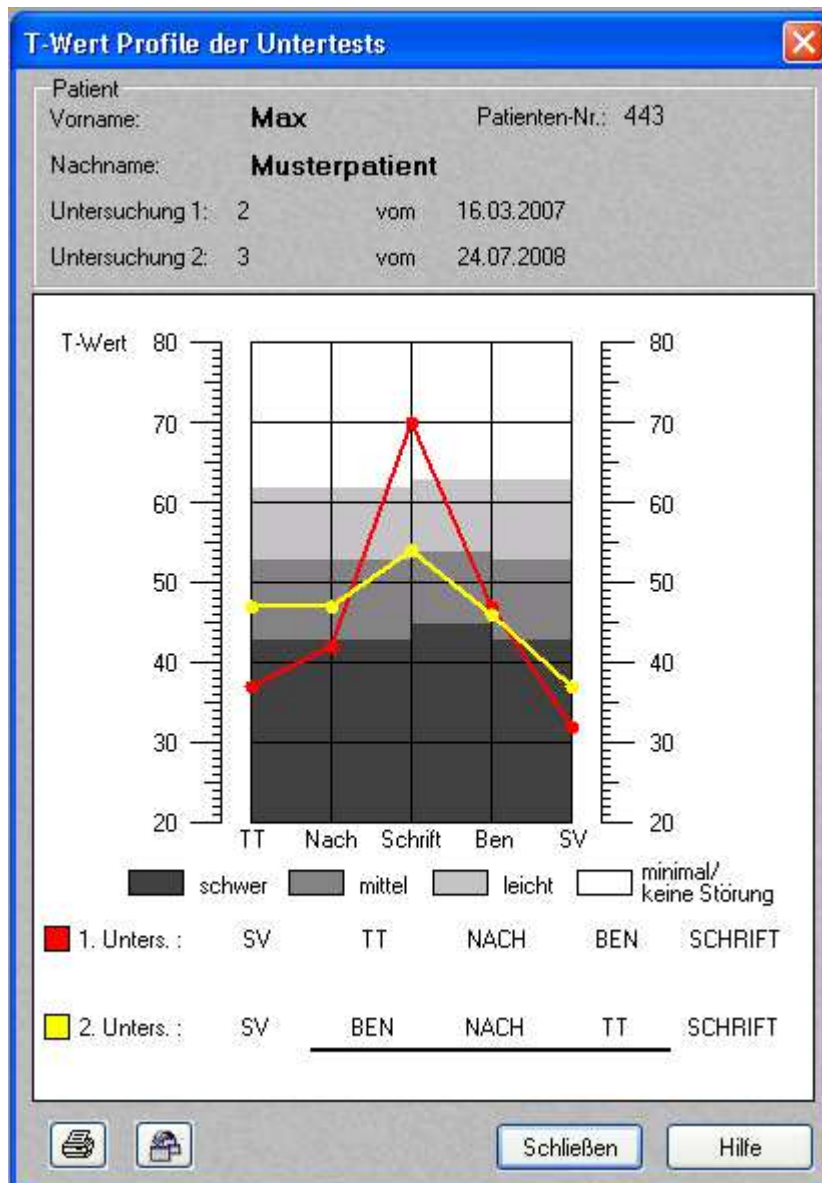 T-Wert Profile der Untertests
Patient
Vorname: Max Patienten-Nr.: 443
Nachname: Musterpatient
Untersuchung 1: 2 vom 16.03.2007
Untersuchung 2: 3 vom 24.07.2008
T-Wert 80 80
70 70
60 60
50 50
40 40
30 30
20 20
TT Nach Schrift Ben SV
schwer mittel leicht minimal/
keine Störung
1. Unters. : SV TT NACH BEN SCHRIFT
2. Unters. : SV BEN NACH TT SCHRIFT
Schließen Hilfe